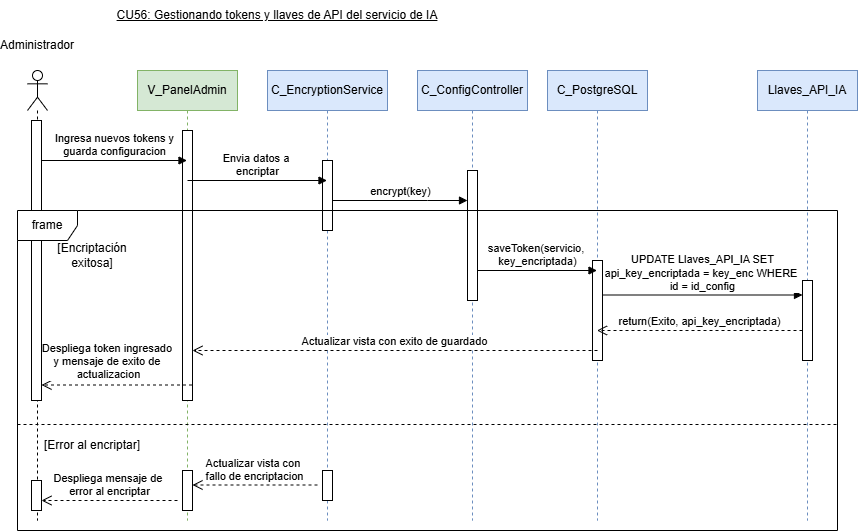 CU56: Gestionando tokens y llaves de API del servicio de IA
Administrador
V_PanelAdmin
C_EncryptionService
C_ConfigController
C_PostgreSQL
Llaves_API_IA
Ingresa nuevos tokens y
guarda configuracion
Envia datos a
encriptar
encrypt(key)
frame
[Encriptación
exitosa]
saveToken(servicio,
key_encriptada)
UPDATE Llaves_API_IA SET
api_key_encriptada = key_enc WHERE
id = id_config
return(Exito, api_key_encriptada)
Actualizar vista con exito de guardado
Despliega token ingresado
y mensaje de exito de
actualizacion
[Error al encriptar]
Actualizar vista con
fallo de encriptacion
Despliega mensaje de
error al encriptar